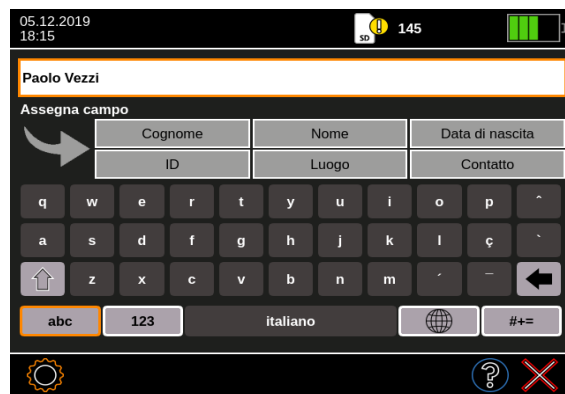 05.12.2019
18:15
SD
145
Paolo Vezzi
Assegna campo
Cognome Nome Data di nascita
ID Luogo Contatto
q w e r t y u i o p ˆ
a s d f g h j k l ç `
z x c v b n m ´ ¯
abc 123 italiano #+=
?